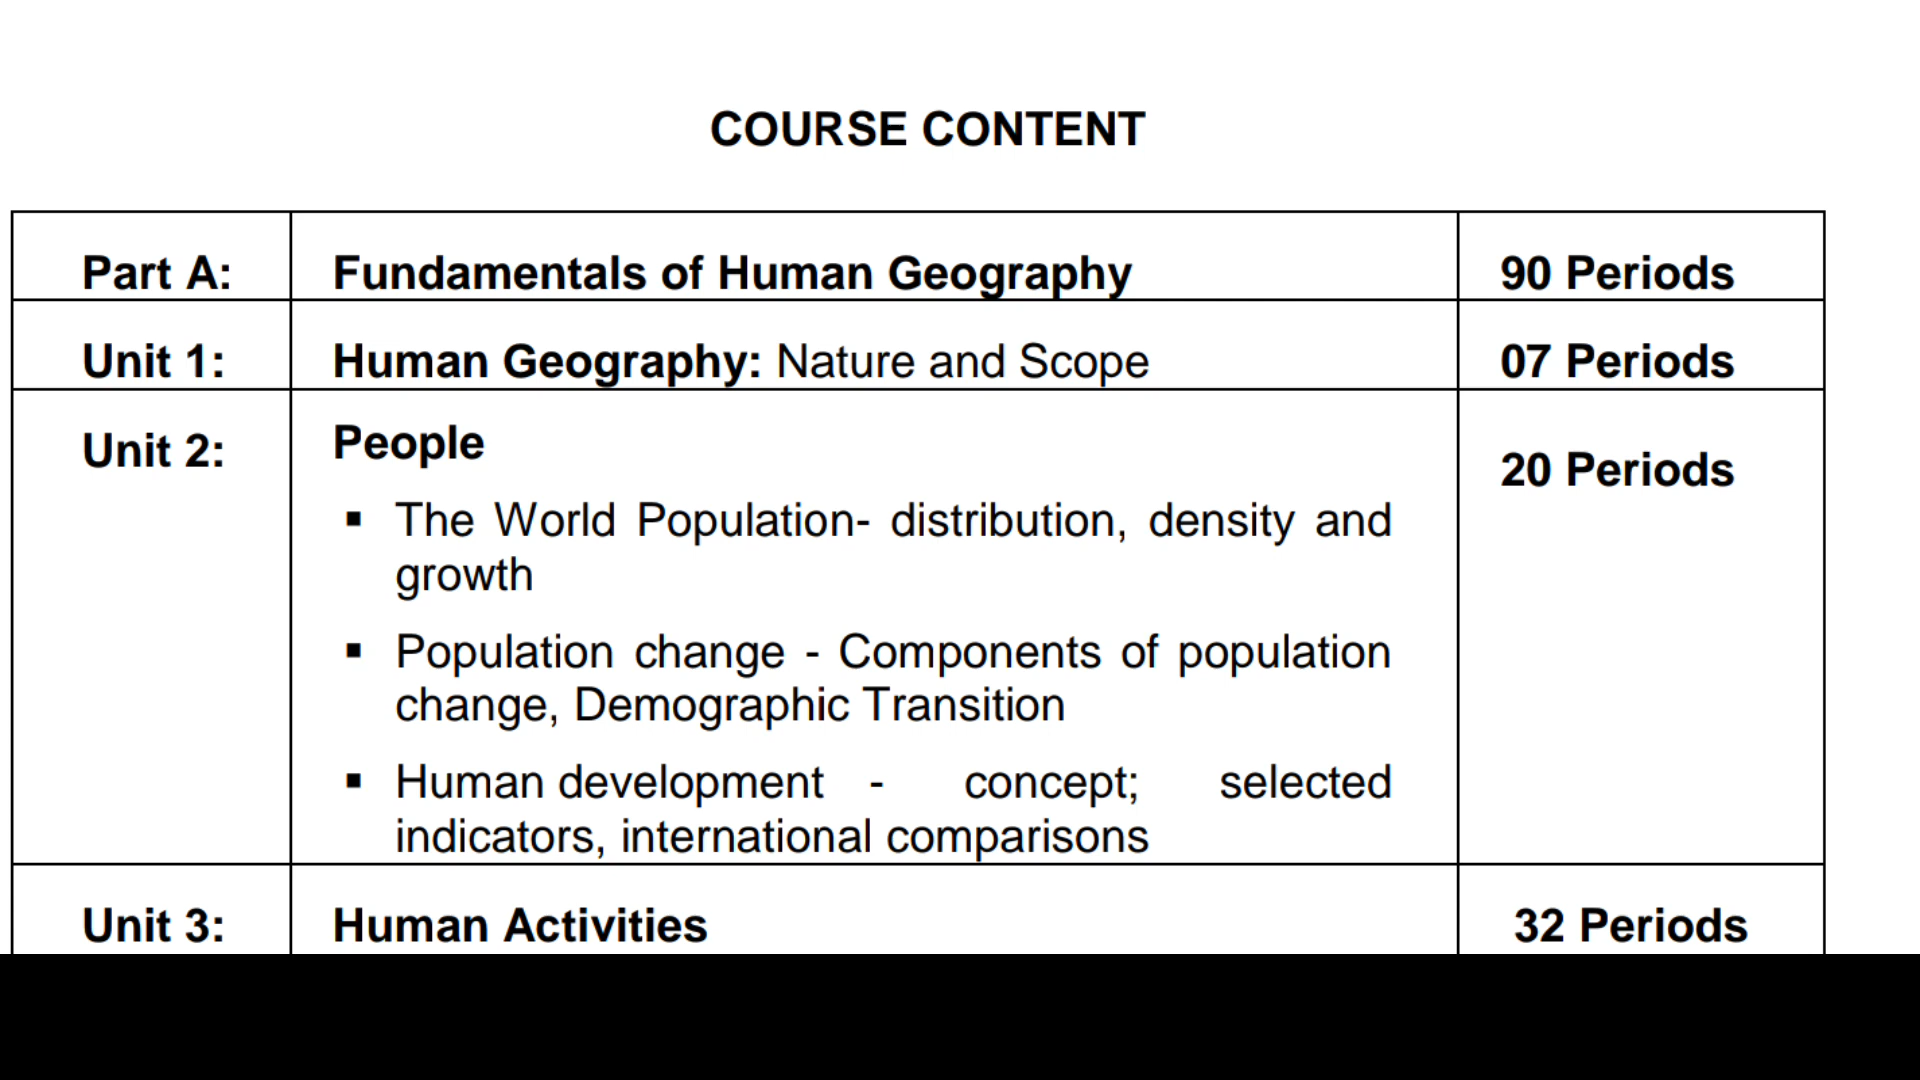 COURSE CONTENT
Part A: Fundamentals of Human Geography 90 Periods
Unit 1: Human Geography: Nature and Scope 07 Periods
Unit 2: People 20 Periods
▪ The World Population- distribution, density and
growth
▪ Population change - Components of population
change, Demographic Transition
▪ Human development - concept; selected
indicators, international comparisons
Unit 3: Human Activities 32 Periods